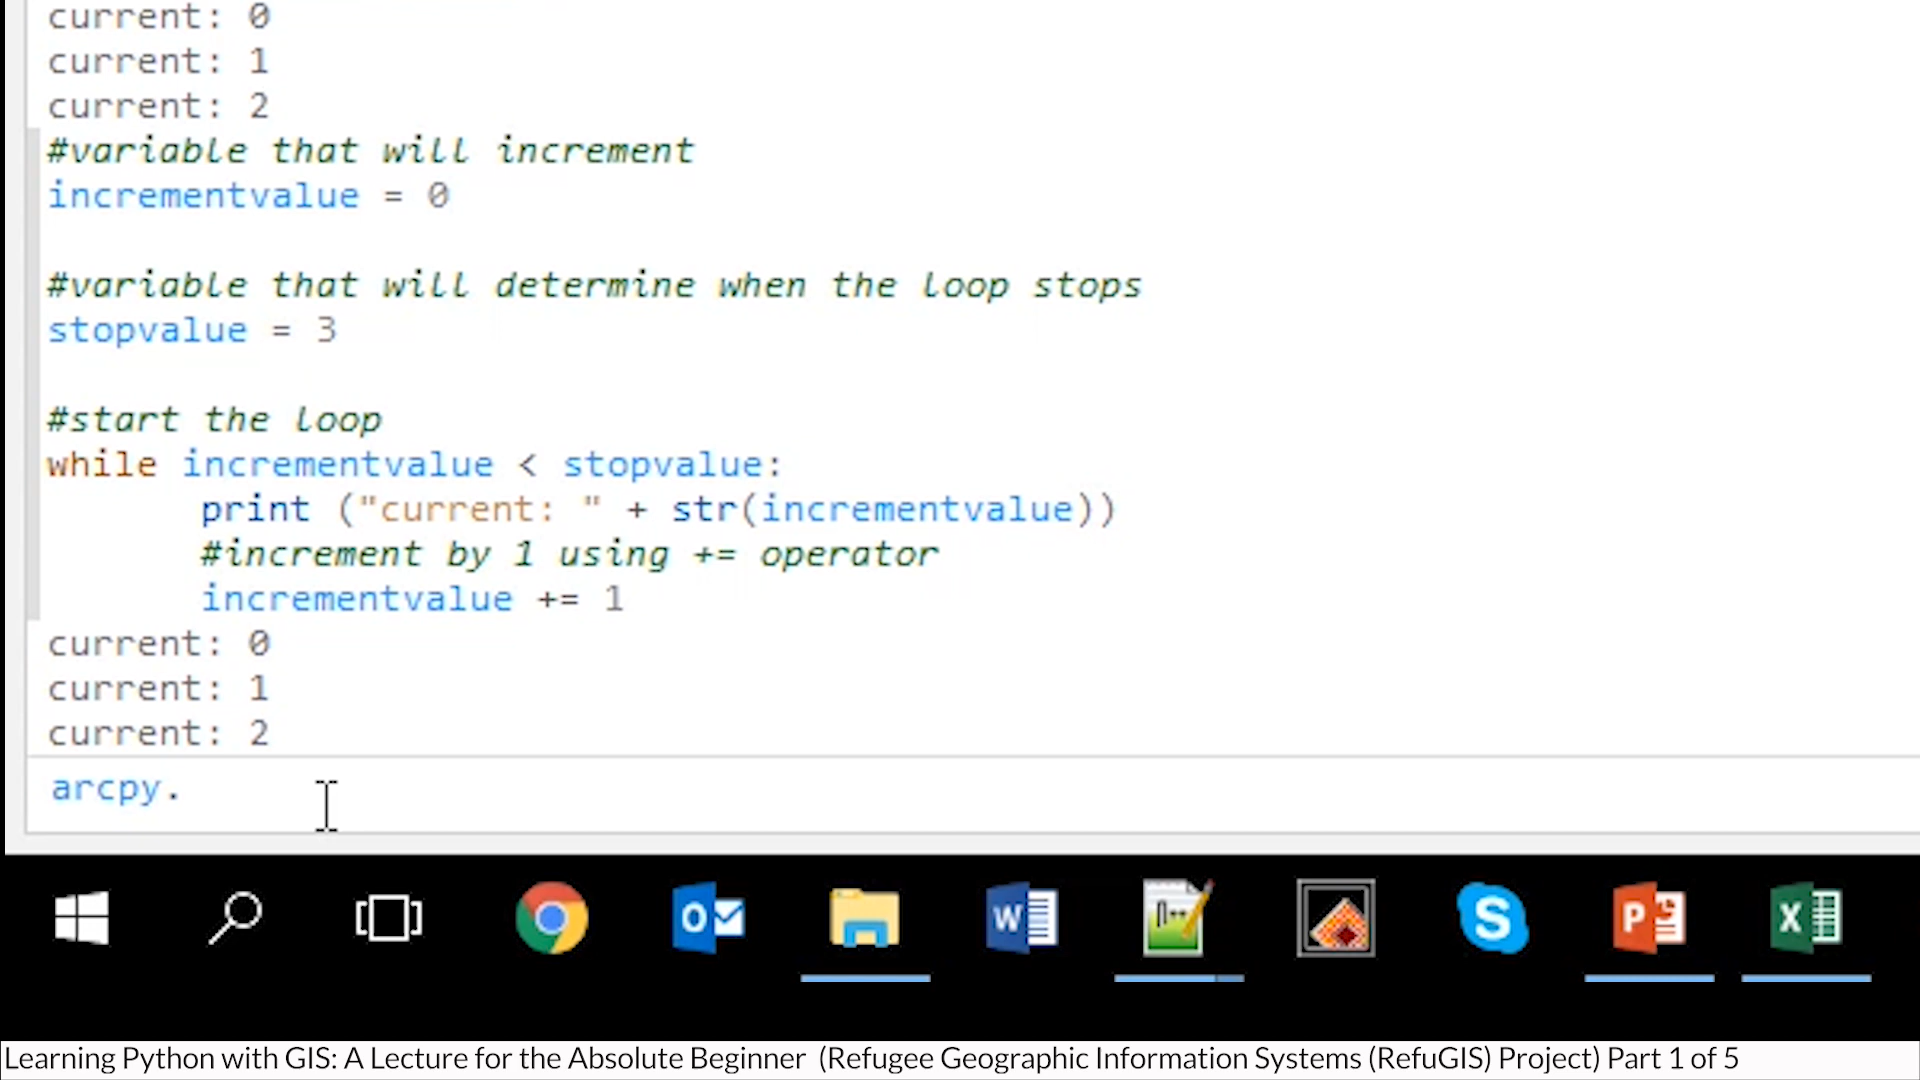 current: 0
current: 1
current: 2
#variable that will increment
incrementvalue = 0
#variable that will determine when the loop stops
stopvalue = 3
#start the loop
while incrementvalue < stopvalue:
print ("current: " + str(incrementvalue))
#increment by 1 using += operator
incrementvalue += 1
current: 0
current: 1
current: 2
arcpy.
Learning Python with GIS: A Lecture for the Absolute Beginner (Refugee Geographic Information Systems (RefuGIS) Project) Part 1 of 5